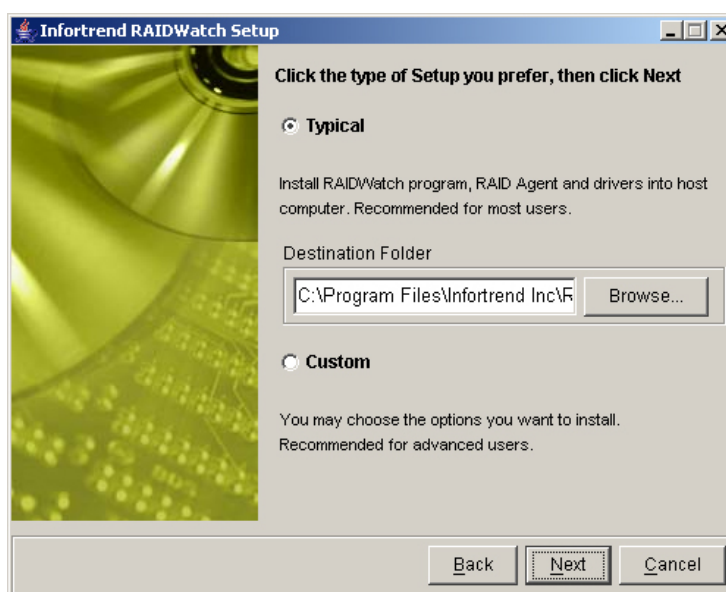 Infortrend RAIDWatch Setup
Click the type of Setup you prefer, then click Next
Typical
Install RAIDWatch program, RAID Agent and drivers into host
computer. Recommended for most users.
Destination Folder
C:\Program Files\Infortrend Inc\R
Browse...
Custom
You may choose the options you want to install.
Recommended for advanced users.
Back
Next
Cancel